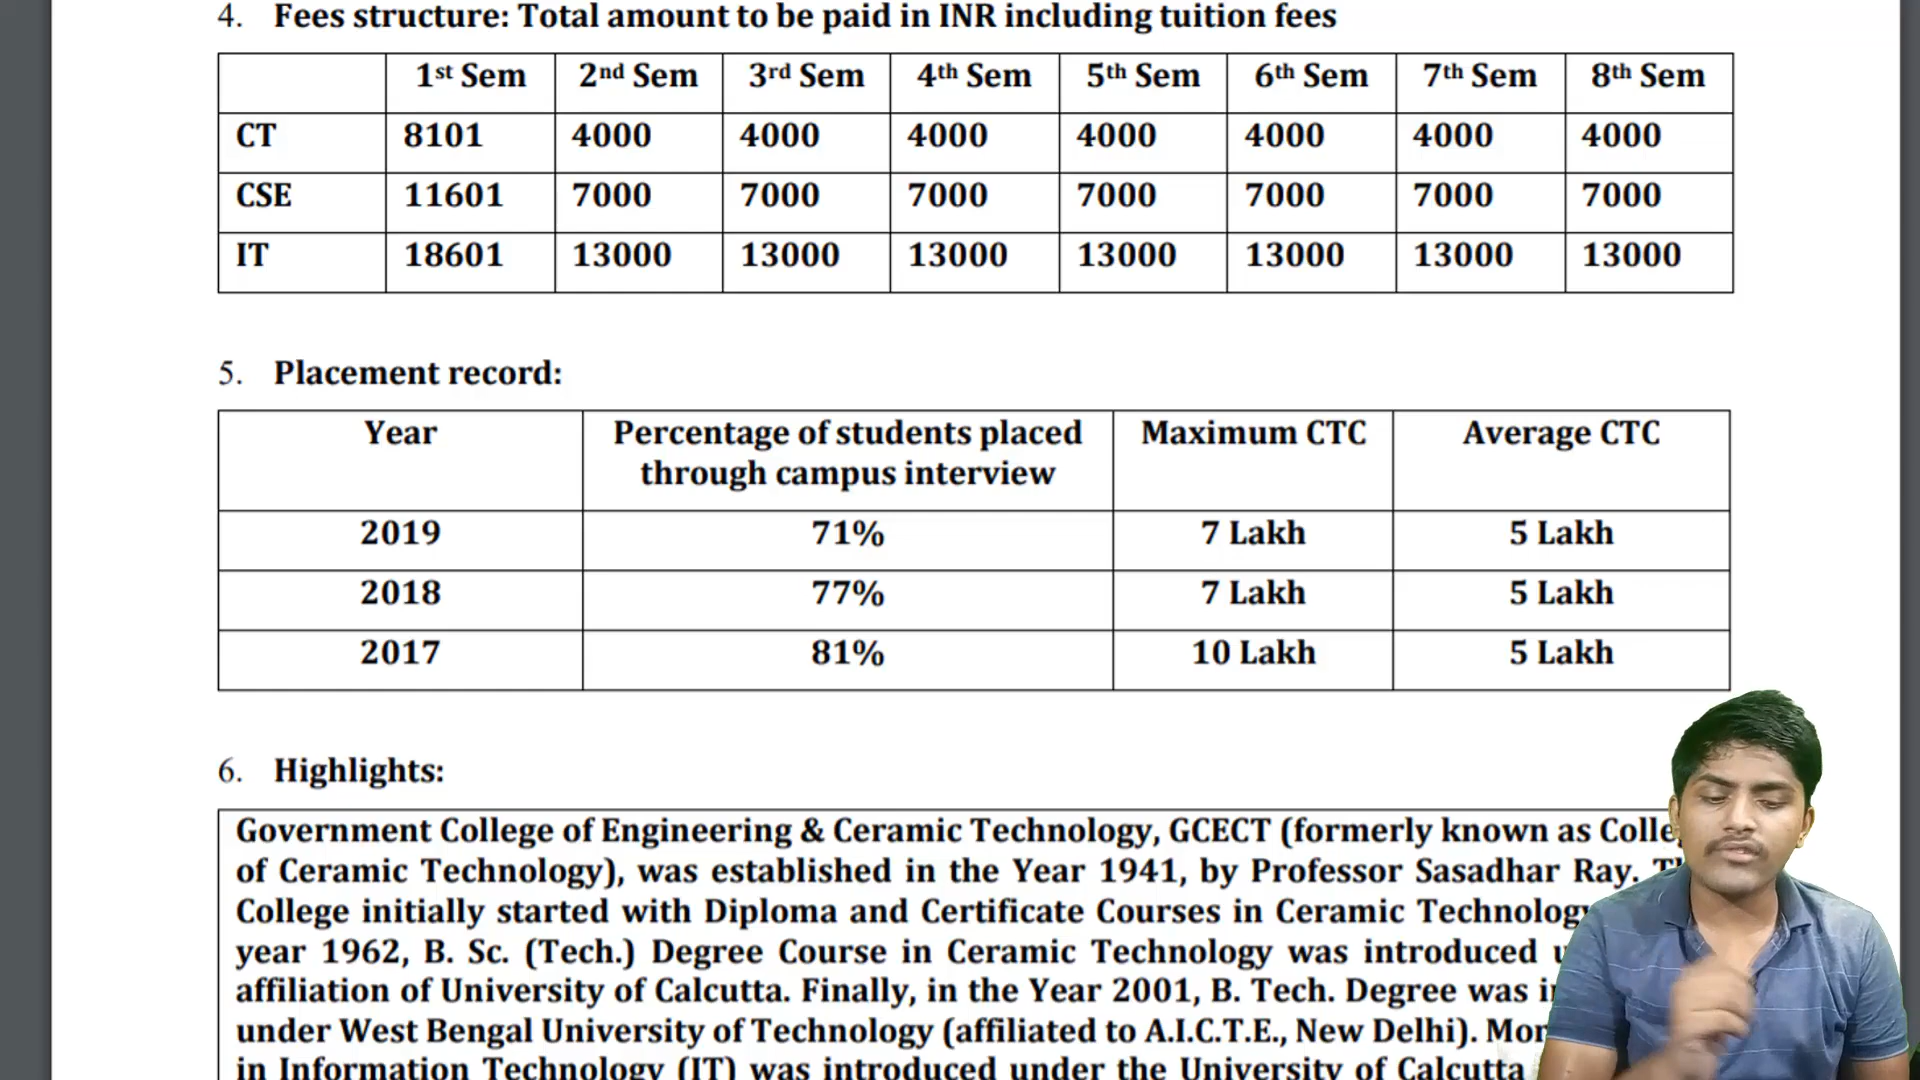 4. Fees structure: Total amount to be paid in INR including tuition fees
1st Sem 2nd Sem 3rd Sem 4th Sem 5th Sem 6th Sem 7th Sem 8th Sem
CT 8101 4000 4000 4000 4000 4000 4000 4000
CSE 11601 7000 7000 7000 7000 7000 7000 7000
IT 18601 13000 13000 13000 13000 13000 13000 13000
5. Placement record:
Year Percentage of students placed through campus interview Maximum CTC Average CTC
2019 71% 7 Lakh 5 Lakh
2018 77% 7 Lakh 5 Lakh
2017 81% 10 Lakh 5 Lakh
6. Highlights:
Government College of Engineering & Ceramic Technology, GCECT (formerly known as
of Ceramic Technology), was established in the Year 1941, by Professor Sasadhar Ray.
College initially started with Diploma and Certificate Courses in Ceramic
year 1962, B. Sc. (Tech.) Degree Course in Ceramic Technology was introduced
affiliation of University of Calcutta. Finally, in the Year 2001, B. Tech. Degree was
under West Bengal University of Technology (affiliated to A.I.C.T.E., New Delhi).
in Information Technology (IT) was introduced under the University of Calcutta